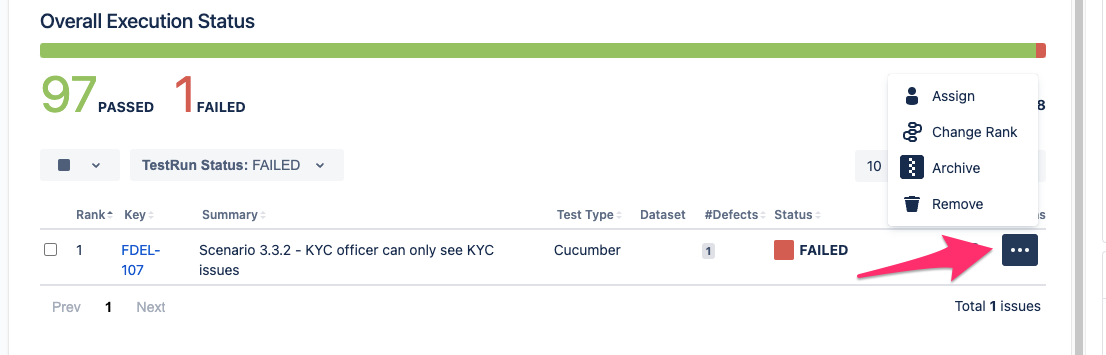 Overall Execution Status
97 PASSED 1 FAILED
8
Assign
Change Rank
Archive
Remove
TestRun Status: FAILED
10
Rank Key Summary Test Type Dataset #Defects Status
1 FDEL-107 Scenario 3.3.2 - KYC officer can only see KYC issues Cucumber 1 FAILED
Prev 1 Next Total 1 issues